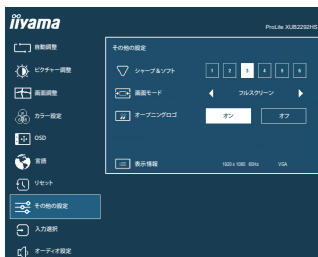 iiyama
ProLite XUB2292HS
自動調整
ピクチャー調整
画面調整
カラー設定
OSD
言語
リセット
その他の設定
入力選択
オーディオ設定
その他の設定
シャープ&ソフト
1 2 3 4 5 6
画面モード
フルスクリーン
オープニングロゴ
オン オフ
表示情報
1920 x 1080 60Hz VGA